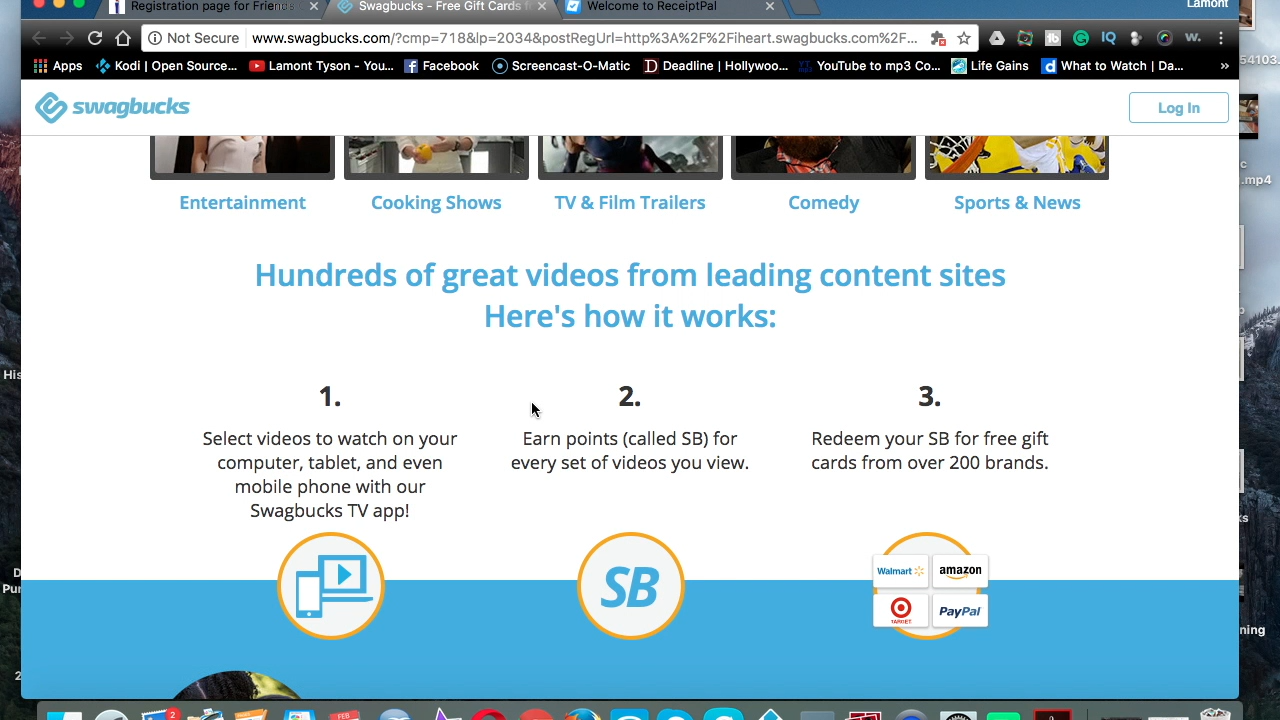 Lamont
Registration page for Friends
Swagbucks - Free Gift Cards f
Welcome to ReceiptPal
Not Secure
www.swagbucks.com/?cmp=718&lp=2034&postRegUrl=http%3A%2F%2Fiheart.swagbucks.com%2F...
Apps
Kodi | Open Source...
Lamont Tyson - You...
Facebook
Screencast-O-Matic
Deadline | Hollywoo...
YouTube to mp3 Co...
Life Gains
What to Watch | Da...
swagbucks
Log In
Entertainment
Cooking Shows
TV & Film Trailers
Comedy
Sports & News
Hundreds of great videos from leading content sites
Here's how it works:
1.
Select videos to watch on your
computer, tablet, and even
mobile phone with our
Swagbucks TV app!
2.
Earn points (called SB) for
every set of videos you view.
SB
3.
Redeem your SB for free gift
cards from over 200 brands.
Walmart
amazon
TARGET
PayPal
54103.
.mp4
His
2
FEB